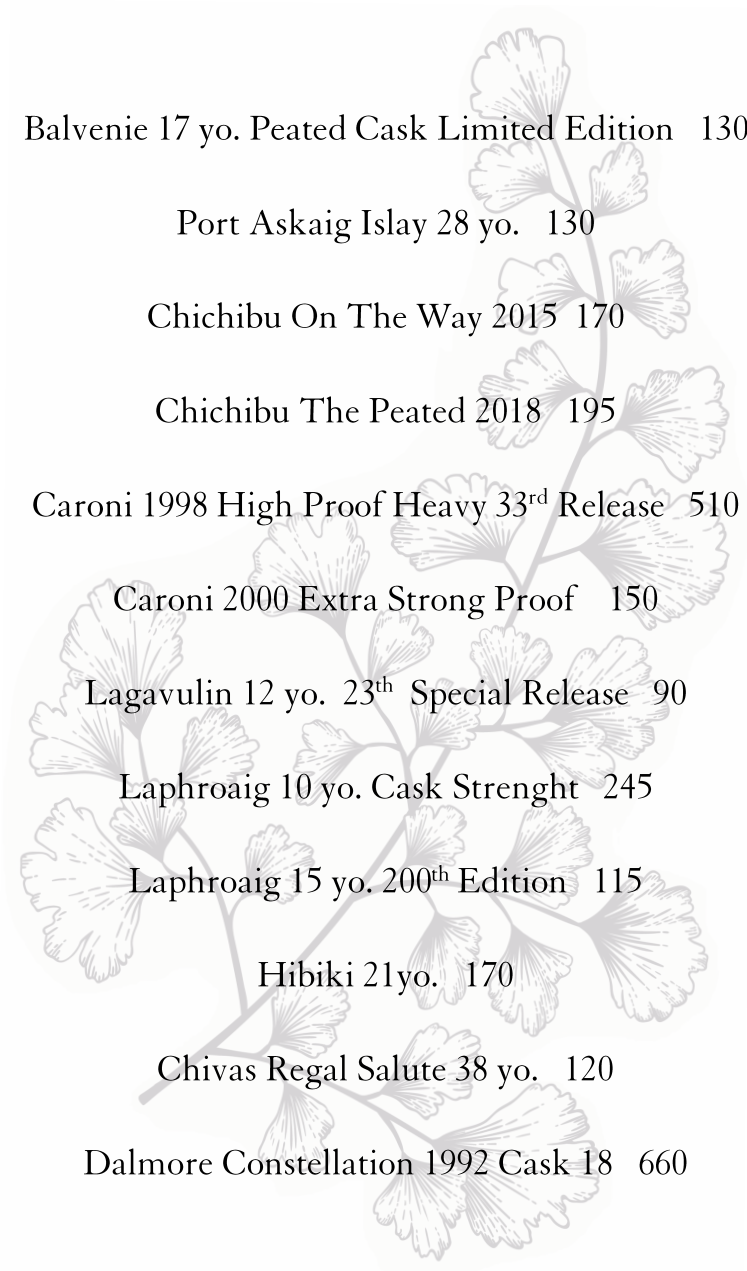 Balvenie 17 yo. Peated Cask Limited Edition 130
Port Askaig Islay 28 yo. 130
Chichibu On The Way 2015 170
Chichibu The Peated 2018 195
Caroni 1998 High Proof Heavy 33rd Release 510
Caroni 2000 Extra Strong Proof 150
Lagavulin 12 yo. 23th Special Release 90
Laphroaig 10 yo. Cask Strenght 245
Laphroaig 15 yo. 200th Edition 115
Hibiki 21yo. 170
Chivas Regal Salute 38 yo. 120
Dalmore Constellation 1992 Cask 18 660